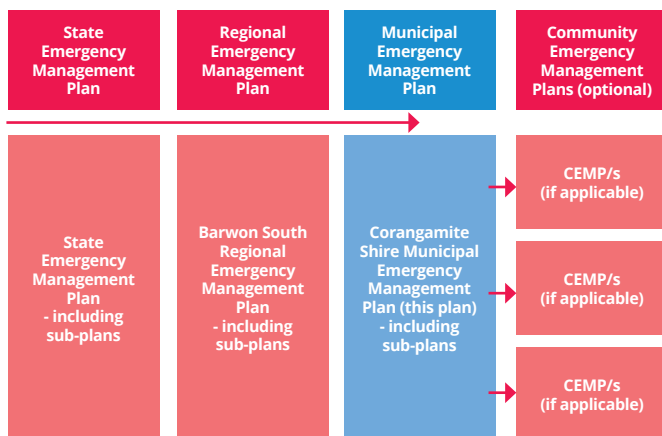 State
Emergency
Management
Plan
Regional
Emergency
Management
Plan
Municipal
Emergency
Management
Plan
Community
Emergency
Management
Plans (optional)
State
Emergency
Management
Plan
- including
sub-plans
Barwon South
Regional
Emergency
Management
Plan
- including
sub-plans
Corangamite
Shire Municipal
Emergency
Management
Plan (this plan)
- including
sub-plans
CEMP/s
(if applicable)
CEMP/s
(if applicable)
CEMP/s
(if applicable)